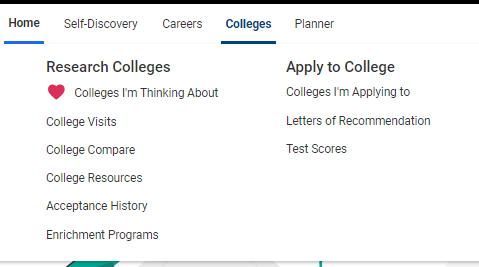 Home Self-Discovery Careers Colleges Planner
Research Colleges
Colleges I'm Thinking About
College Visits
College Compare
College Resources
Acceptance History
Enrichment Programs
Apply to College
Colleges I'm Applying to
Letters of Recommendation
Test Scores